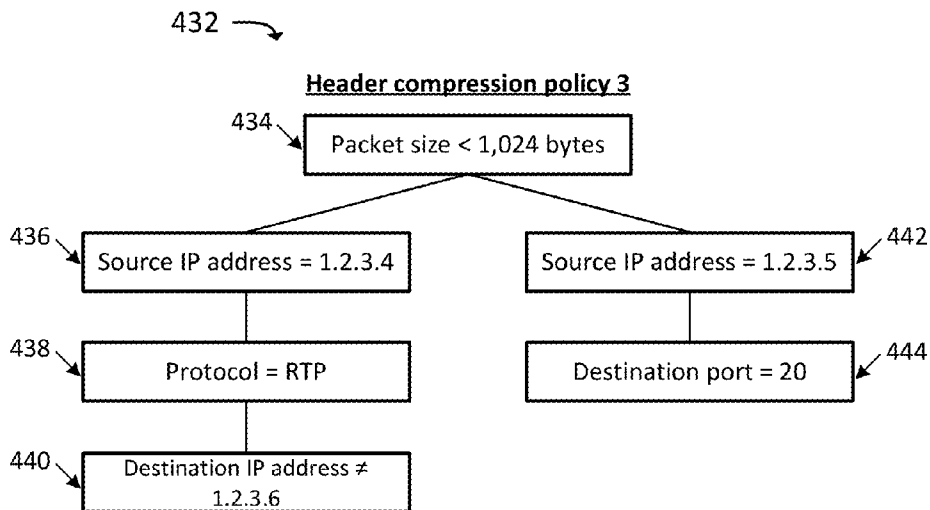 432
Header compression policy 3
434
Packet size < 1,024 bytes
436
Source IP address = 1.2.3.4
Source IP address = 1.2.3.5
442
438
Protocol = RTP
Destination port = 20
444
440
Destination IP address ≠
1.2.3.6